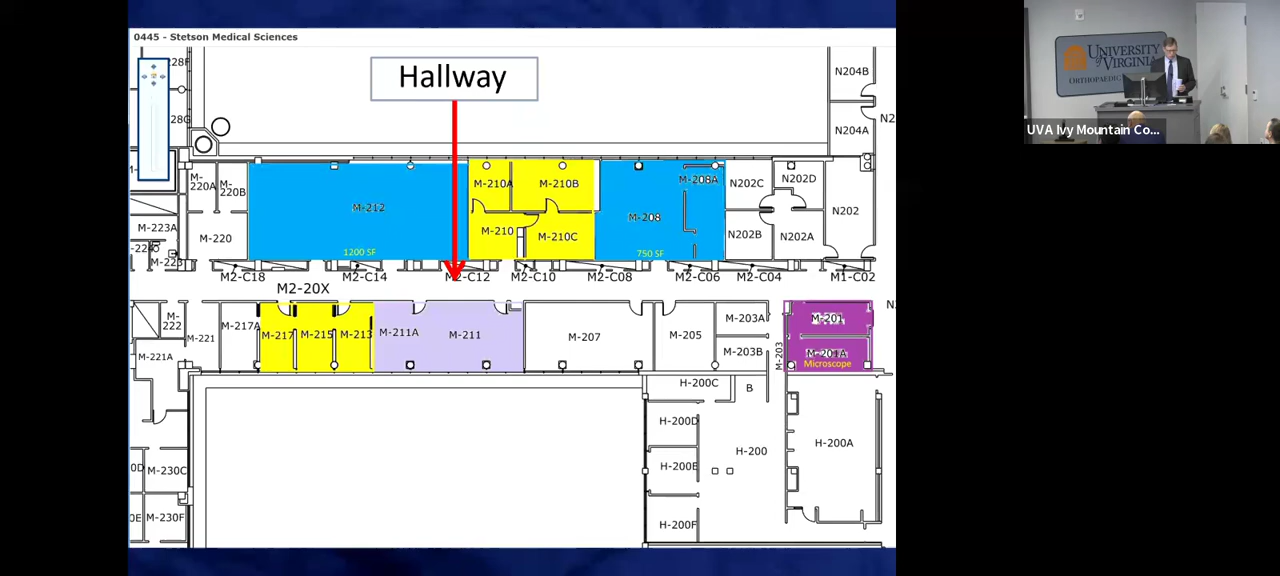 0445 - Stetson Medical Sciences
Hallway
28F
28G
N204B
N204A
N2
M-220A
M-220B
M-212
M-210A
M-210B
M-208A
N202C
N202D
M-223A
M-220
M-210
M-210C
M-208
N202B
N202A
N202
1200 SF
750 SF
M2-C18
M2-C14
M2-C12
M2-C10
M2-C08
M2-C06
M2-C04
M1-C02
M2-20X
M-222
M-221
M-217A
M-217
M-215
M-213
M-211A
M-211
M-207
M-205
M-203A
M-203B
M-203
M-201
M-201A
Microscope
M-221A
H-200C
B
H-200D
H-200
H-200A
H-200E
H-200F
0D
M-230C
0E
M-230F
UNIVERSITY
of VIRGINIA
UVA Ivy Mountain Co...